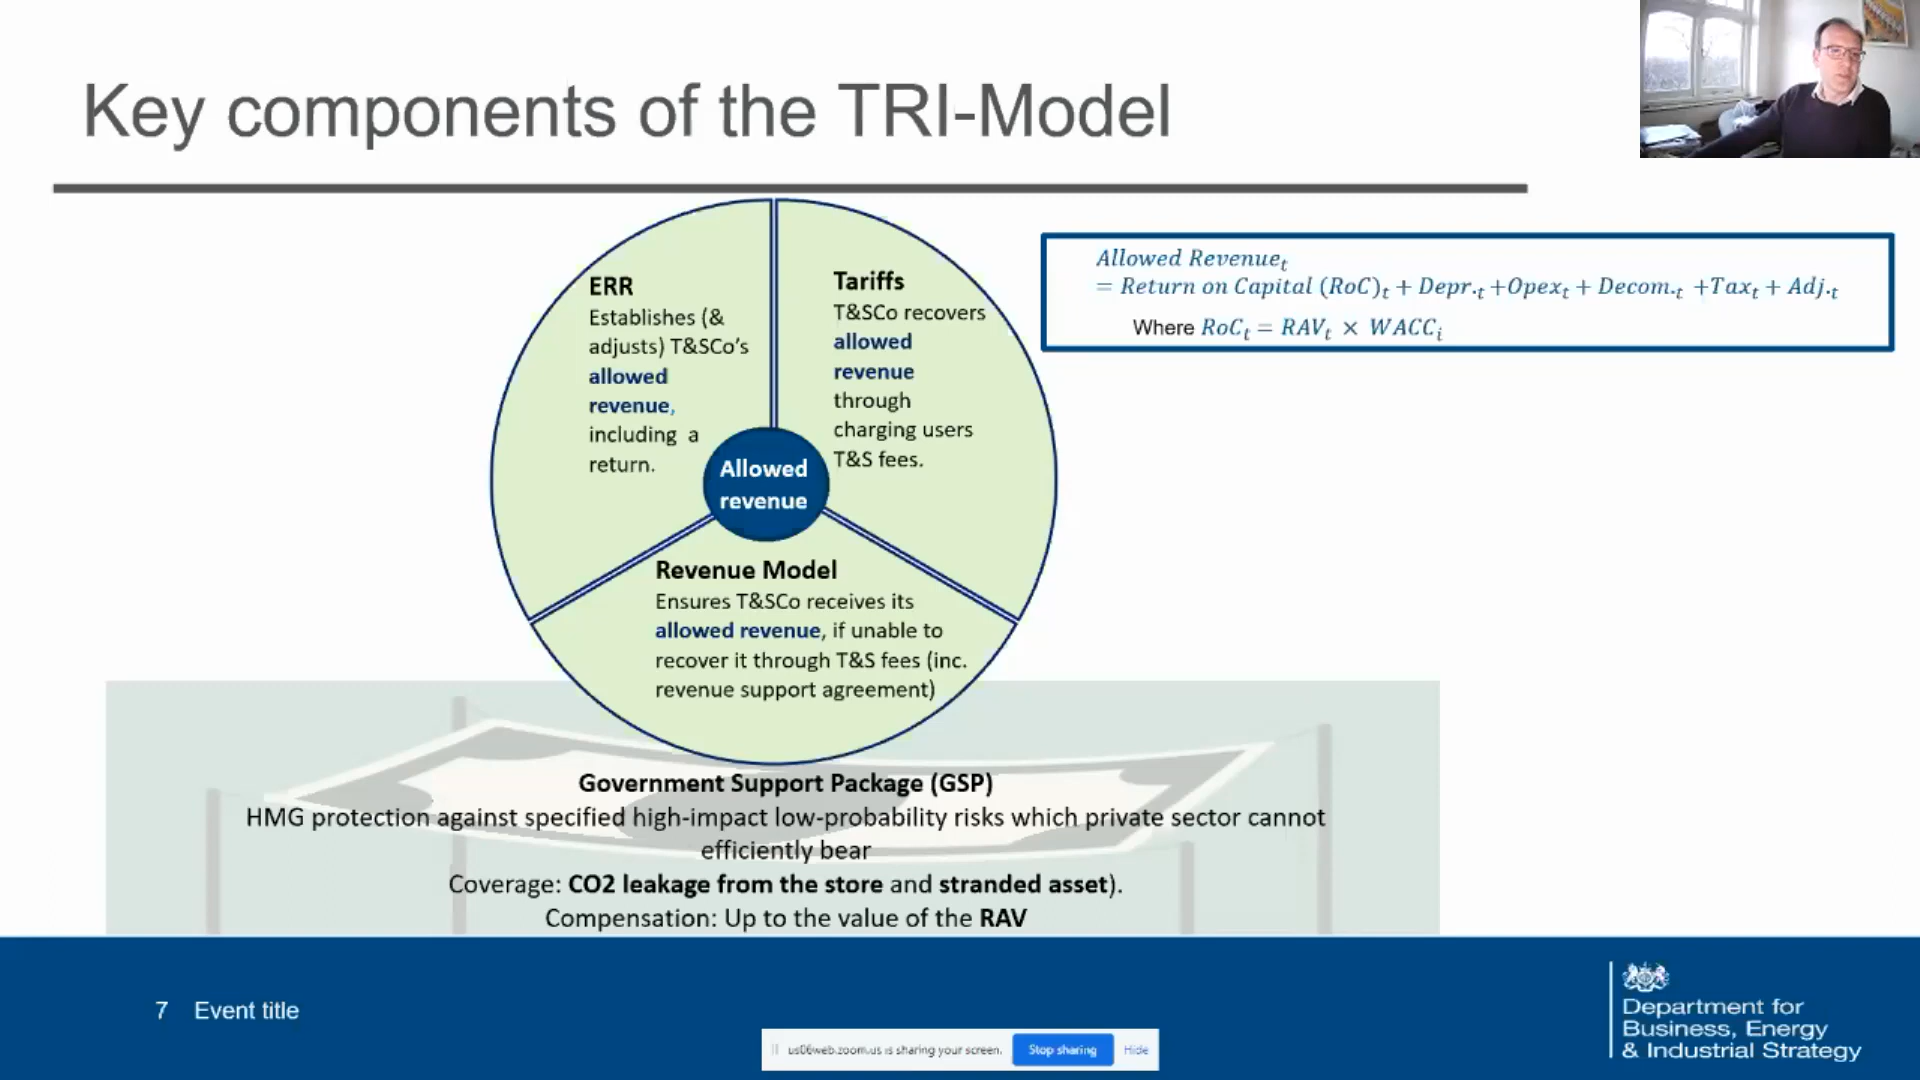 Key components of the TRI-Model
ERR
Establishes (&
adjusts) T&SCo's
allowed
revenue,
including a
return.
Tariffs
T&SCo recovers
allowed
revenue
through
charging users
T&S fees.
Allowed
revenue
Revenue Model
Ensures T&SCo receives its
allowed revenue, if unable to
recover it through T&S fees (inc.
revenue support agreement)
Allowed Revenue_t
= Return on Capital (RoC)_t + Depr._t +Opex_t + Decom._t +Tax_t + Adj._t
Where RoC_t = RAV_t × WACC_i
Government Support Package (GSP)
HMG protection against specified high-impact low-probability risks which private sector cannot
efficiently bear
Coverage: CO2 leakage from the store and stranded asset).
Compensation: Up to the value of the RAV
7 Event title
us06web.zoom.us is sharing your screen. Stop sharing Hide
Department for
Business, Energy
& Industrial Strategy